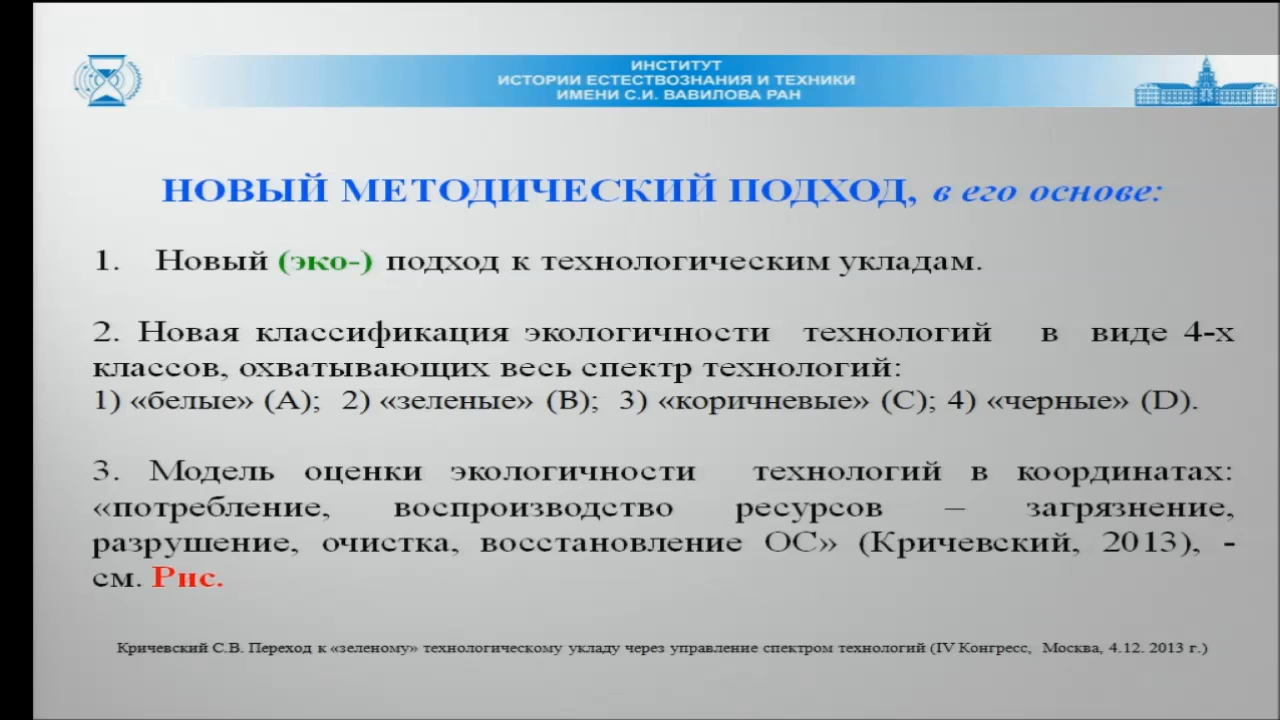 ИНСТИТУТ
ИСТОРИИ ЕСТЕСТВОЗНАНИЯ И ТЕХНИКИ
ИМЕНИ С.И. ВАВИЛОВА РАН
НОВЫЙ МЕТОДИЧЕСКИЙ ПОДХОД, в его основе:
1. Новый (эко-) подход к технологическим укладам.
2. Новая классификация экологичности технологий в виде 4-х
классов, охватывающих весь спектр технологий:
1) «белые» (A); 2) «зеленые» (B); 3) «коричневые» (C); 4) «черные» (D).
3. Модель оценки экологичности технологий в координатах:
«потребление, воспроизводство ресурсов – загрязнение,
разрушение, очистка, восстановление ОС» (Кричевский, 2013), -
см. Рис.
Кричевский С.В. Переход к «зеленому» технологическому укладу через управление спектром технологий (IV Конгресс, Москва, 4.12. 2013 г.)